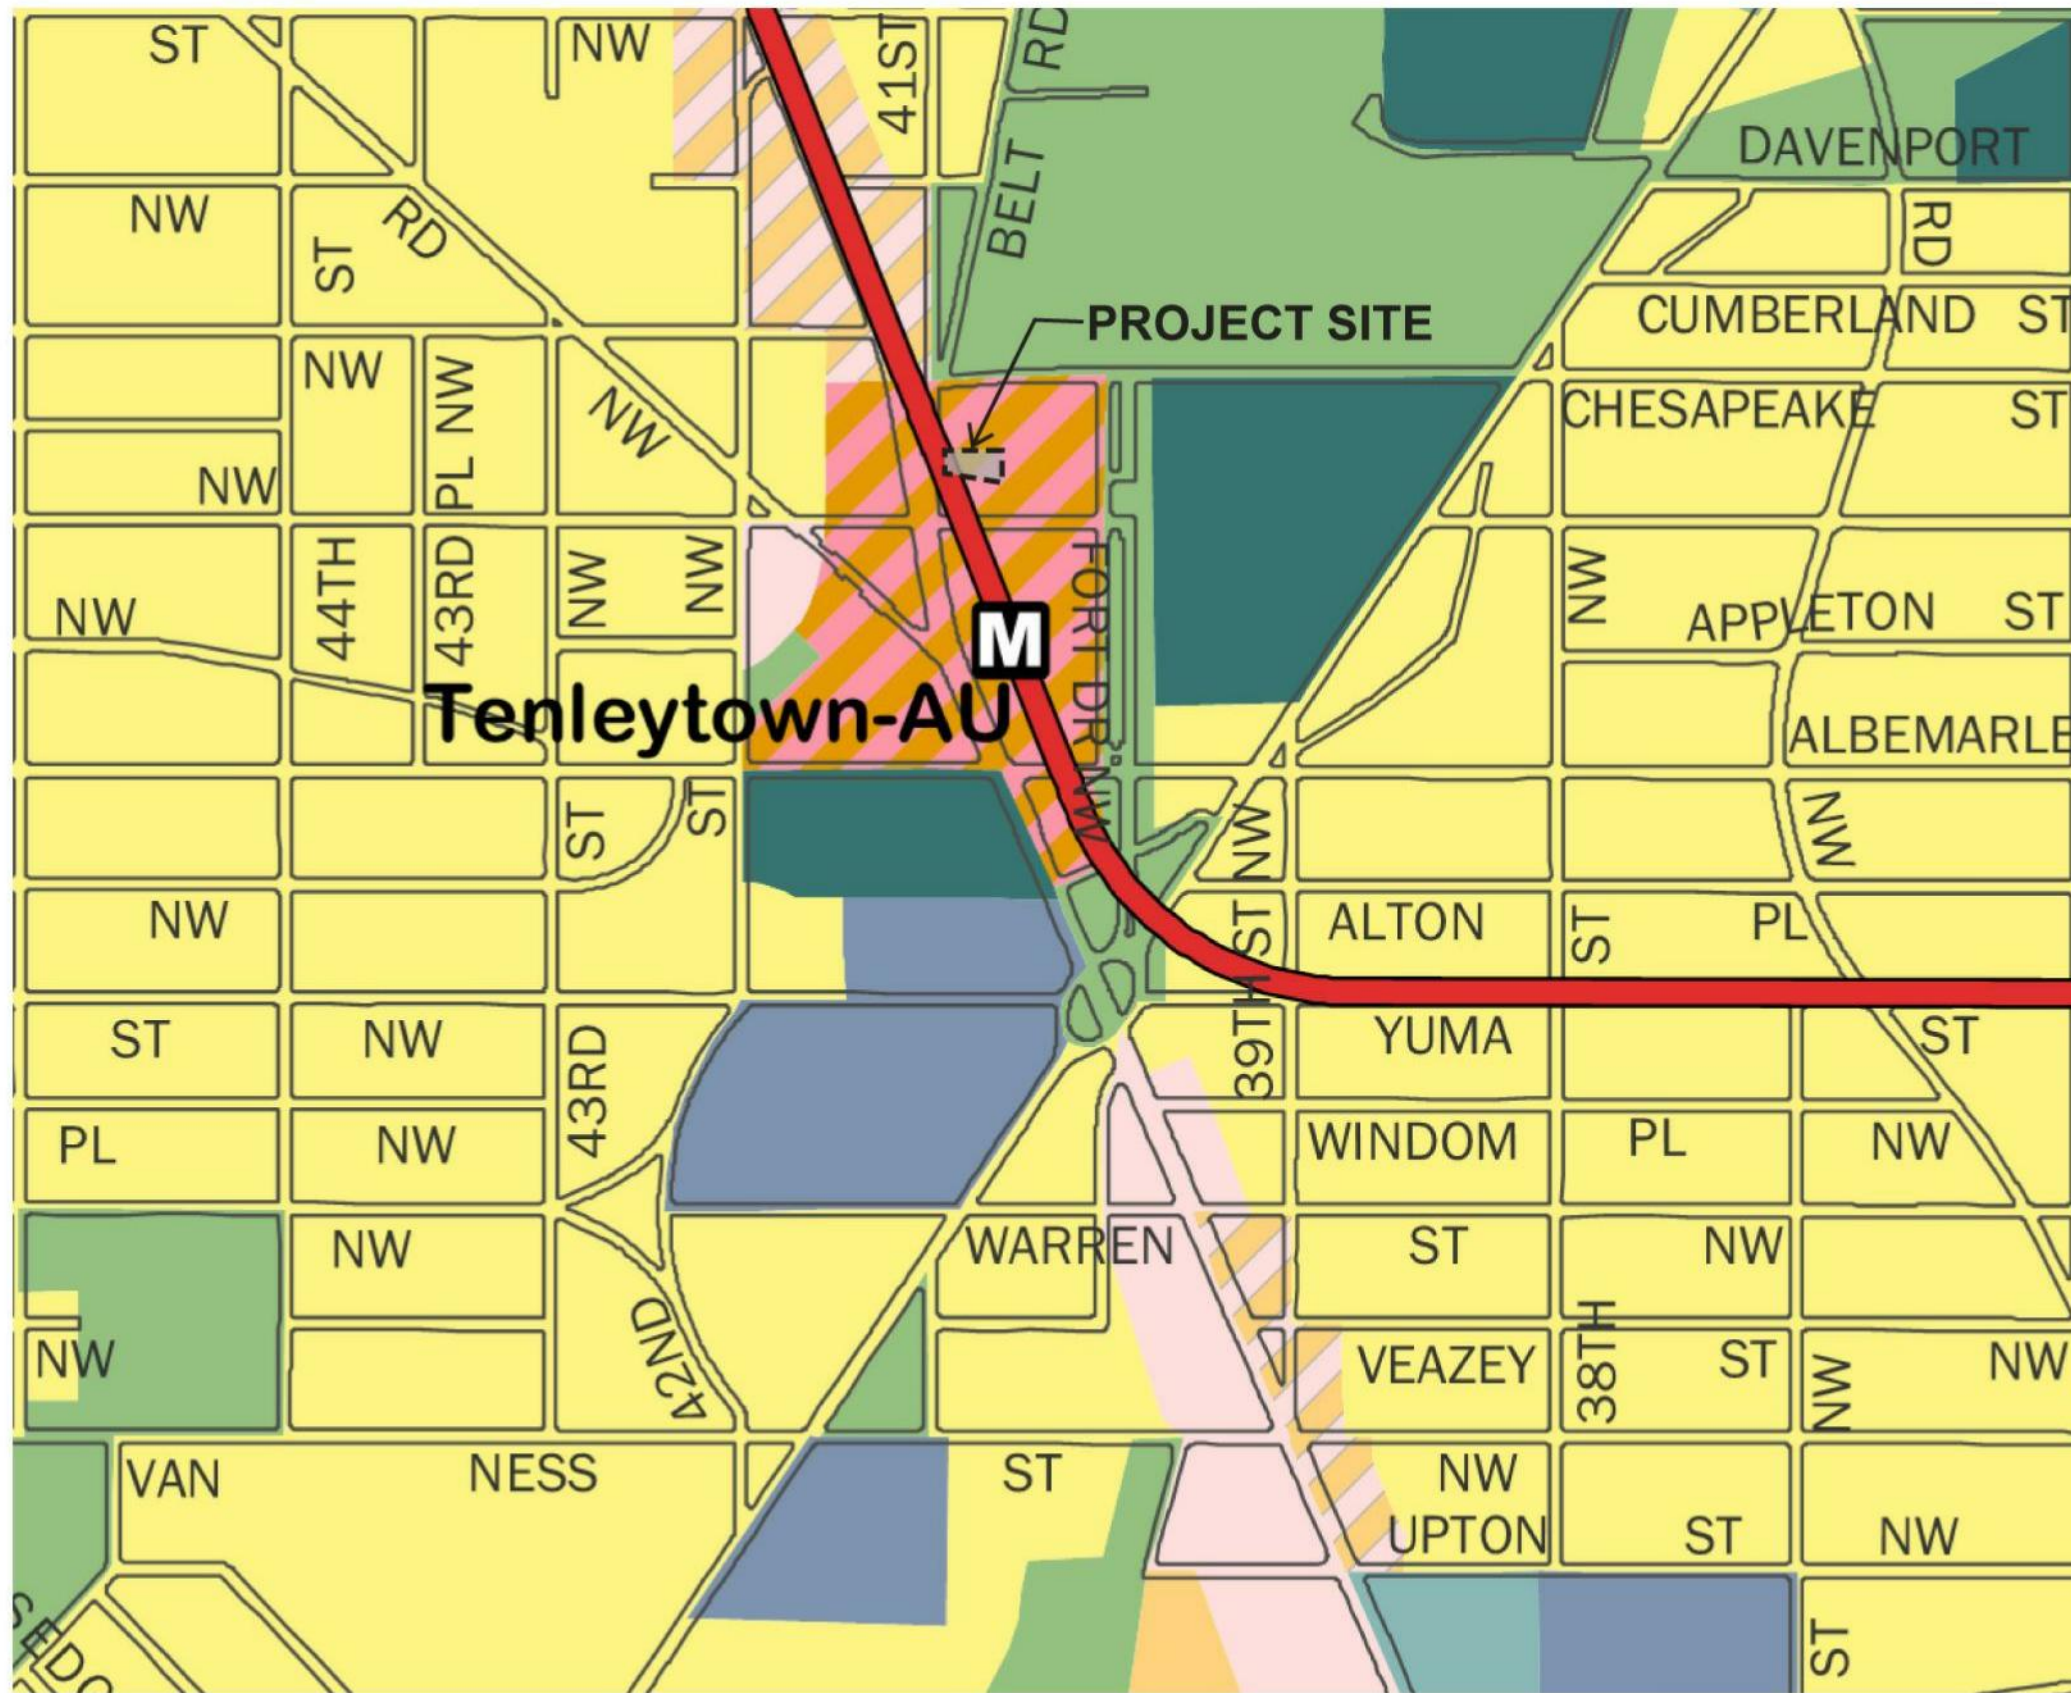 ST
NW
41ST
RD
BELT
DAVENPORT
NW
ST
RD
RD
PROJECT SITE
CUMBERLAND ST
NW
PL NW
NW
CHESAPEAKE ST
NW
44TH
43RD
NW
NW
FORT DR NW
NW
APPLETON ST
NW
M
Tenleytown-AU
ALBEMARLE
ST
ST
NW
NW
NW
39TH ST
ALTON
ST
PL
ST
NW
43RD
YUMA
ST
PL
NW
WINDOM
PL
NW
NW
WARREN
ST
NW
NW
42ND
VEAZEY
38TH
ST
NW
NW
VAN NESS ST
NW
UPTON
ST
NW
ST